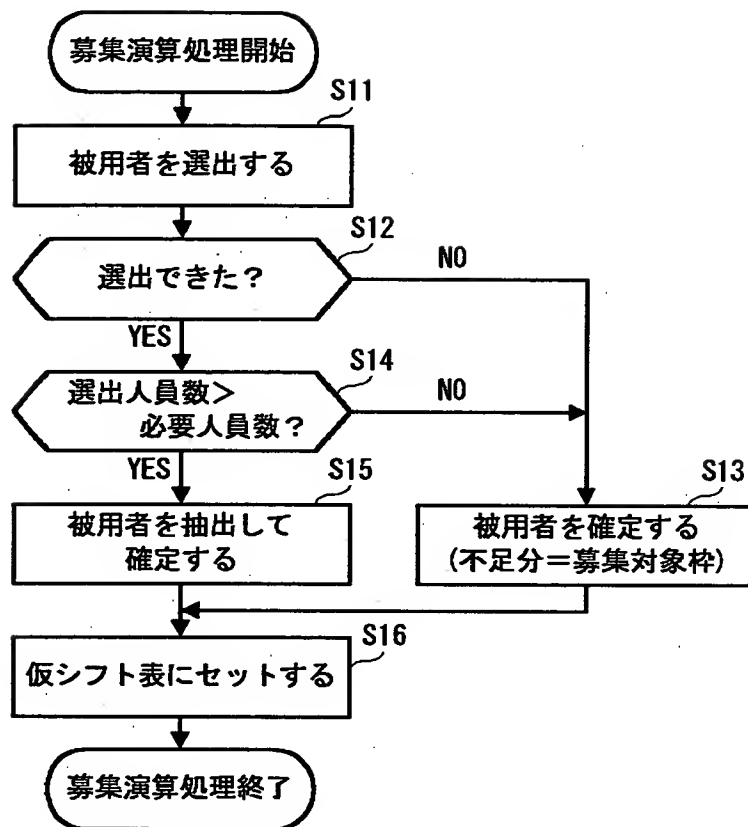 募集演算処理開始
S11
被用者を選出する
S12
選出できた?
NO
YES
S14
選出人員数>
必要人員数?
NO
YES
S15
被用者を抽出して
確定する
S13
被用者を確定する
(不足分=募集対象枠)
S16
仮シフト表にセットする
募集演算処理終了